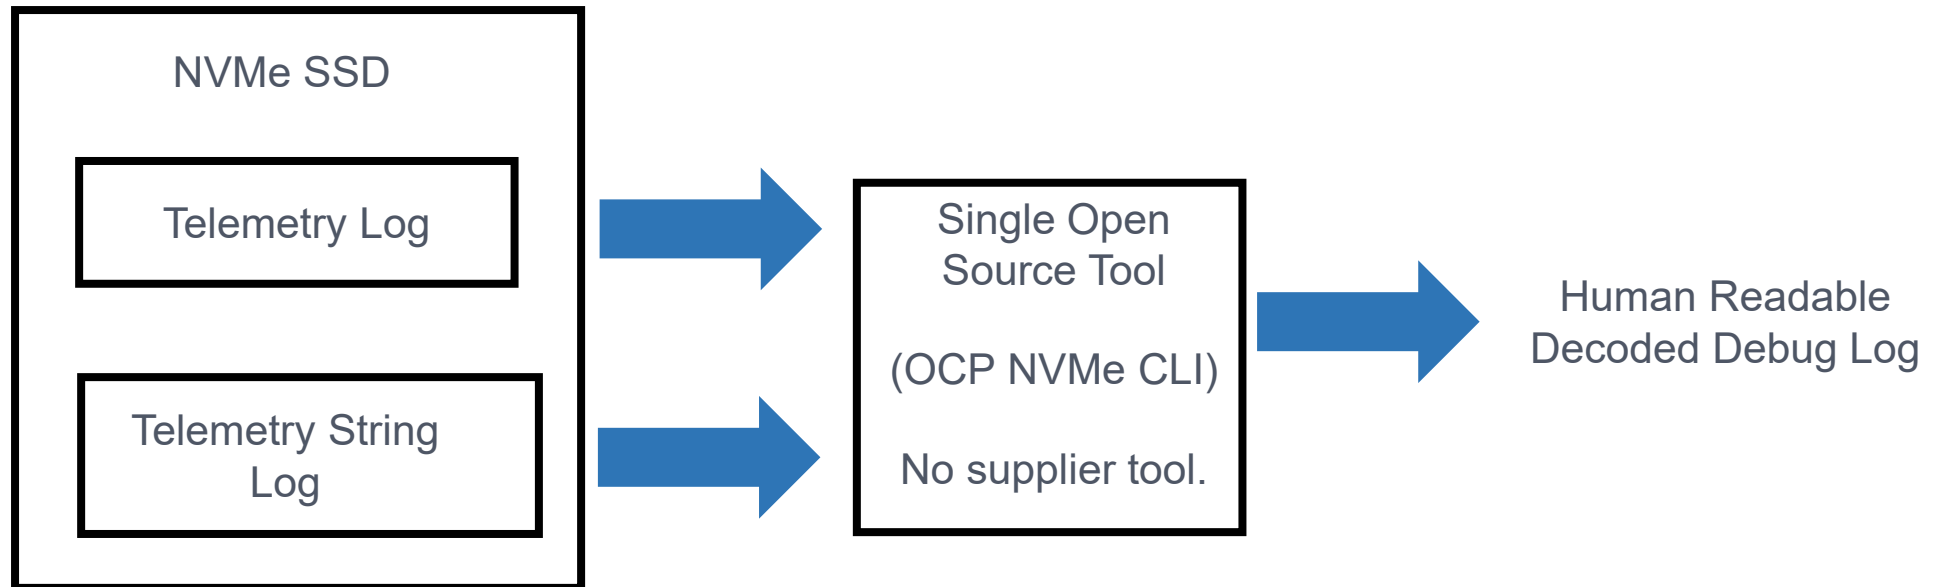 NVMe SSD
Telemetry Log
Telemetry String
Log
Single Open
Source Tool
(OCP NVMe CLI)
No supplier tool.
Human Readable
Decoded Debug Log